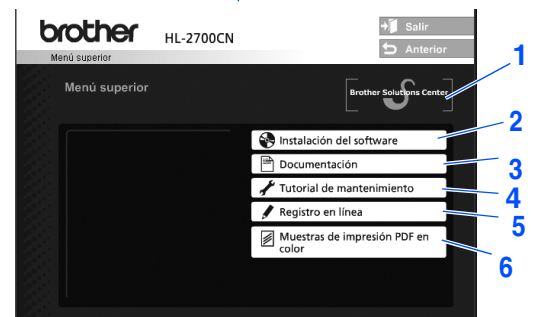 brother HL-2700CN
Salir
Anterior
Menú superior
Menú superior
Brother Solutions Center
1
Instalación del software
2
Documentación
3
Tutorial de mantenimiento
4
Registro en línea
5
Muestras de impresión PDF en
color
6